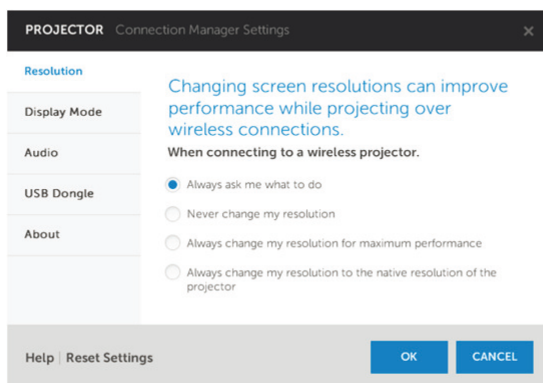 PROJECTOR Connection Manager Settings
Resolution
Display Mode
Audio
USB Dongle
About
Changing screen resolutions can improve
performance while projecting over
wireless connections.
When connecting to a wireless projector.
Always ask me what to do
Never change my resolution
Always change my resolution for maximum performance
Always change my resolution to the native resolution of the
projector
Help | Reset Settings
OK
CANCEL